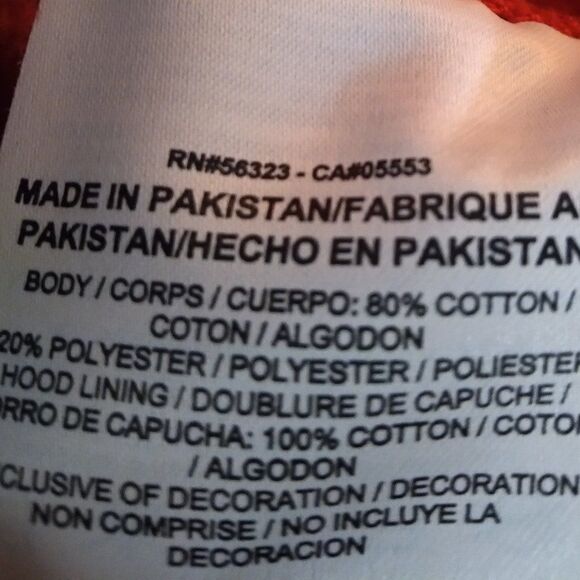 RN#56323 - CA#05553
MADE IN PAKISTAN/FABRIQUE A
PAKISTAN/HECHO EN PAKISTAN
BODY / CORPS / CUERPO: 80% COTTON /
COTON / ALGODON
20% POLYESTER / POLYESTER / POLIESTER
HOOD LINING / DOUBLURE DE CAPUCHE /
ORRO DE CAPUCHA: 100% COTTON / COTO
/ ALGODON
CLUSIVE OF DECORATION / DECORATION
NON COMPRISE / NO INCLUYE LA
DECORACION